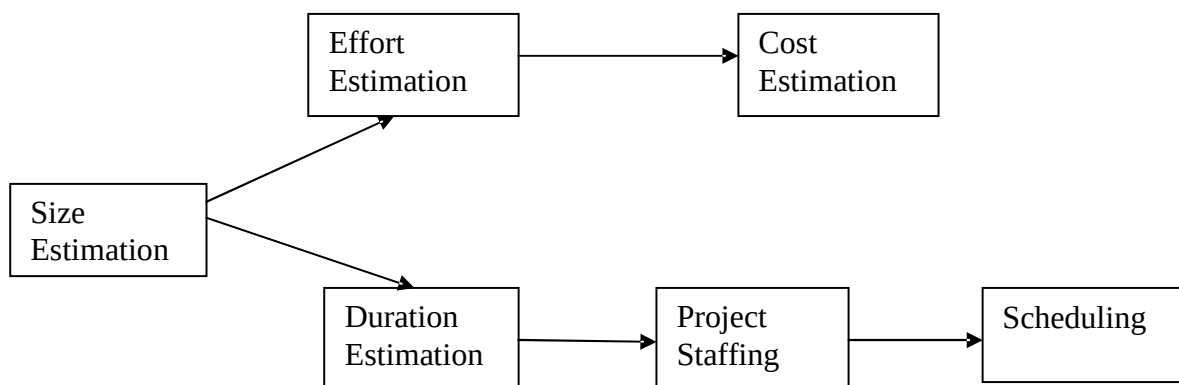 Effort
Estimation
Cost
Estimation
Size
Estimation
Duration
Estimation
Project
Staffing
Scheduling